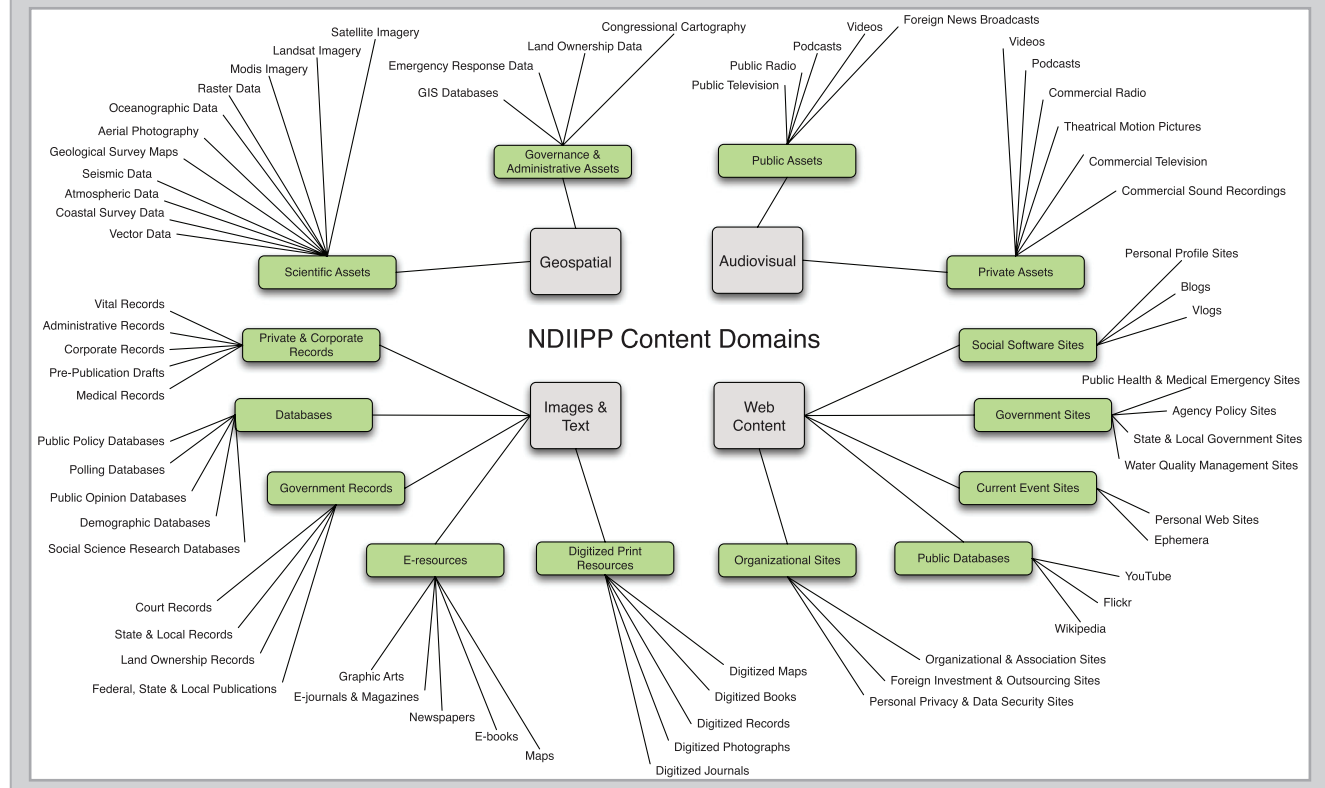 Satellite Imagery
Landsat Imagery
Modis Imagery
Raster Data
Oceanographic Data
Aerial Photography
Geological Survey Maps
Seismic Data
Atmospheric Data
Coastal Survey Data
Vector Data
Scientific Assets
Congressional Cartography
Land Ownership Data
Emergency Response Data
GIS Databases
Governance &
Administrative Assets
Geospatial
Foreign News Broadcasts
Videos
Podcasts
Public Radio
Public Television
Public Assets
Audiovisual
Videos
Podcasts
Commercial Radio
Theatrical Motion Pictures
Commercial Television
Commercial Sound Recordings
Private Assets
NDIIPP Content Domains
Vital Records
Administrative Records
Corporate Records
Pre-Publication Drafts
Medical Records
Private & Corporate
Records
Databases
Public Policy Databases
Polling Databases
Public Opinion Databases
Demographic Databases
Social Science Research Databases
Government Records
Court Records
State & Local Records
Land Ownership Records
Federal, State & Local Publications
Images &
Text
E-resources
Graphic Arts
E-journals & Magazines
Newspapers
E-books
Maps
Digitized Print
Resources
Digitized Maps
Digitized Books
Digitized Records
Digitized Photographs
Digitized Journals
Web
Content
Personal Profile Sites
Blogs
Vlogs
Social Software Sites
Public Health & Medical Emergency Sites
Agency Policy Sites
State & Local Government Sites
Water Quality Management Sites
Government Sites
Current Event Sites
Personal Web Sites
Ephemera
Public Databases
YouTube
Flickr
Wikipedia
Organizational Sites
Organizational & Association Sites
Foreign Investment & Outsourcing Sites
Personal Privacy & Data Security Sites